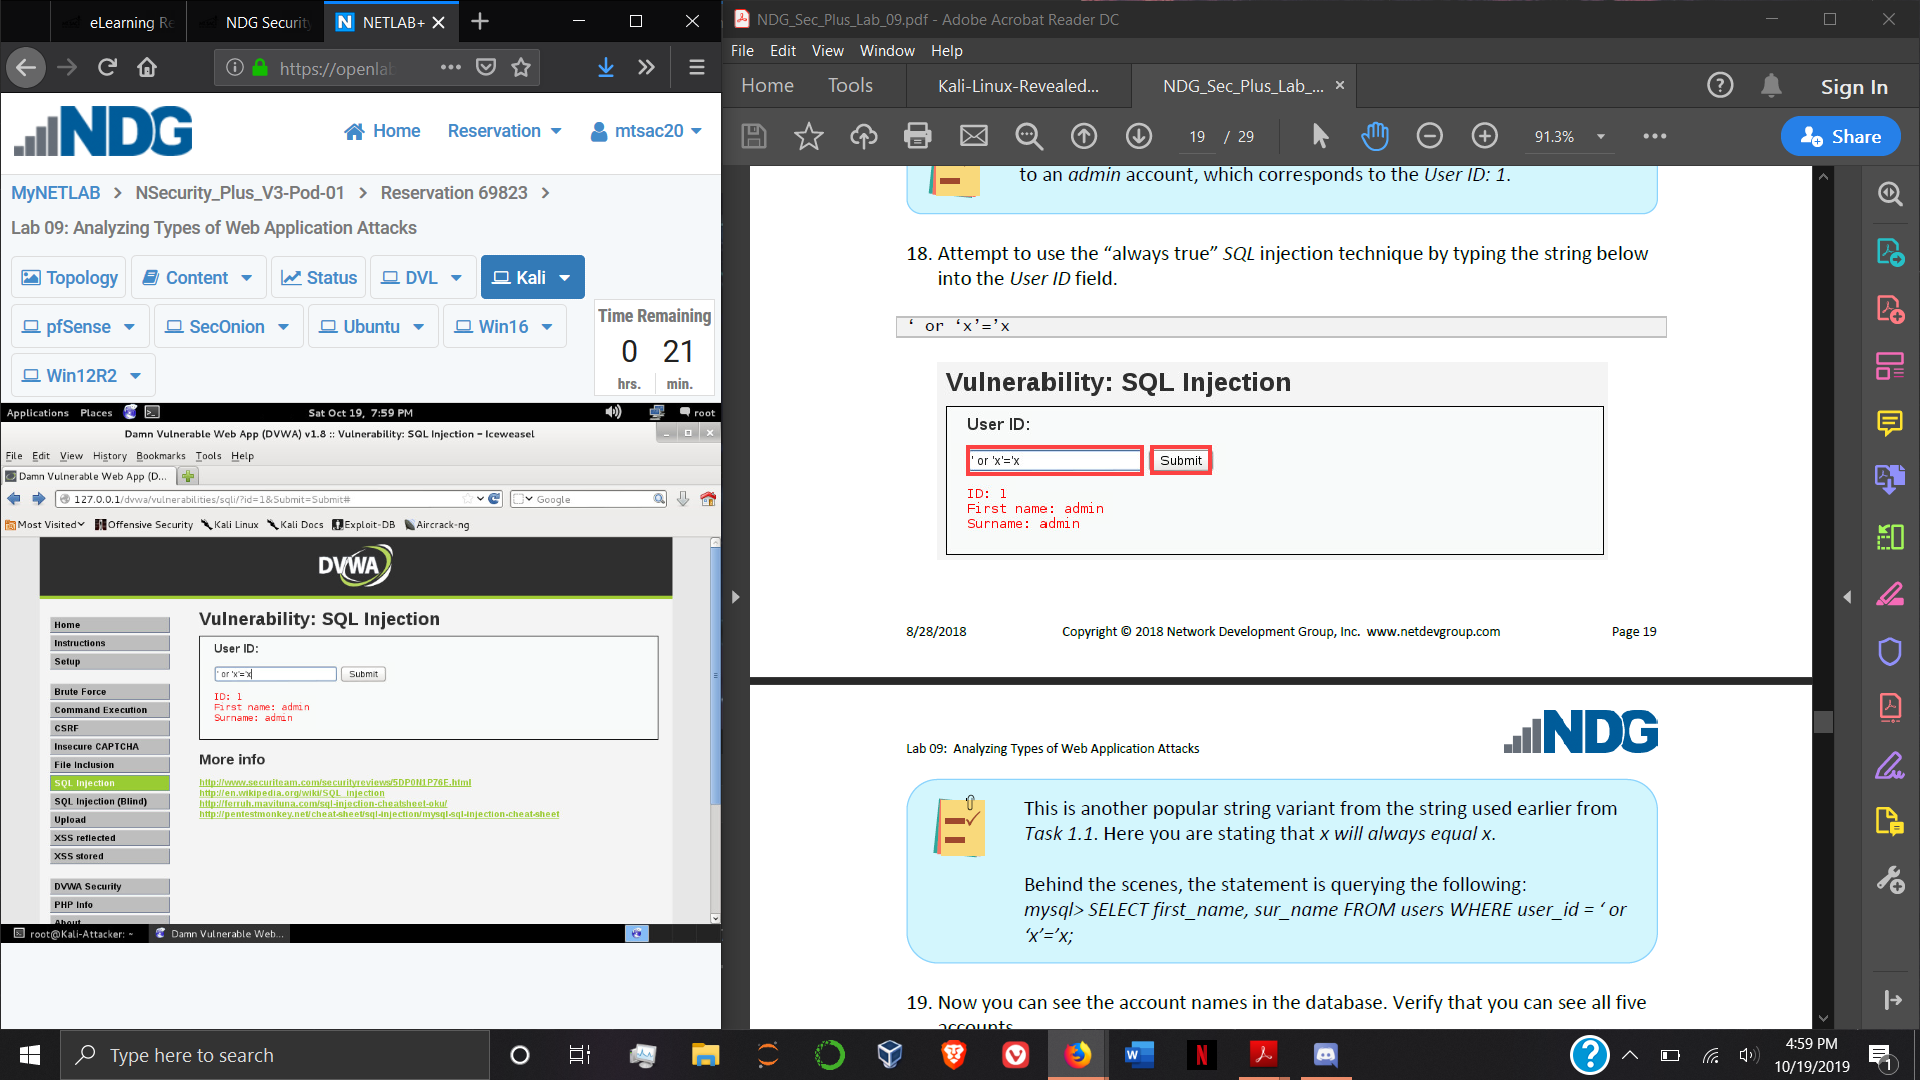 eLearning Re
NDG Security
NETLAB+
https://openlab
NDG
Home
Reservation
mtsac20
MyNETLAB > NSecurity_Plus_V3-Pod-01 > Reservation 69823 >
Lab 09: Analyzing Types of Web Application Attacks
Topology
Content
Status
DVL
Kali
pfSense
SecOnion
Ubuntu
Win16
Win12R2
Time Remaining
0 21
hrs. min.
Applications Places
Sat Oct 19, 7:59 PM
root
Damn Vulnerable Web App (DVWA) v1.8 :: Vulnerability: SQL Injection - Iceweasel
File Edit View History Bookmarks Tools Help
Damn Vulnerable Web App (D...
127.0.0.1/dvwa/vulnerabilities/sqli/?id=1&Submit=Submit#
Google
Most Visited
Offensive Security
Kali Linux
Kali Docs
Exploit-DB
Aircrack-ng
DVWA
Home
Instructions
Setup
Brute Force
Command Execution
CSRF
Insecure CAPTCHA
File Inclusion
SQL Injection
SQL Injection (Blind)
Upload
XSS reflected
XSS stored
DVWA Security
PHP Info
About
Vulnerability: SQL Injection
User ID:
' or 'x'='x
Submit
ID: 1
First name: admin
Surname: admin
More info
http://www.securiteam.com/securityreviews/5DP0N1P76E.html
http://en.wikipedia.org/wiki/SQL_injection
http://ferruh.mavituna.com/sql-injection-cheatsheet-oku/
http://pentestmonkey.net/cheat-sheet/sql-injection/mysql-sql-injection-cheat-sheet
root@Kali-Attacker: ~
Damn Vulnerable Web...
NDG_Sec_Plus_Lab_09.pdf - Adobe Acrobat Reader DC
File Edit View Window Help
Home
Tools
Kali-Linux-Revealed...
NDG_Sec_Plus_Lab_...
Sign In
19 / 29
91.3%
Share
to an admin account, which corresponds to the User ID: 1.
18. Attempt to use the “always true” SQL injection technique by typing the string below
into the User ID field.
‘ or ‘x’=’x
Vulnerability: SQL Injection
User ID:
' or 'x'='x
Submit
ID: 1
First name: admin
Surname: admin
8/28/2018
Copyright © 2018 Network Development Group, Inc. www.netdevgroup.com
Page 19
NDG
Lab 09: Analyzing Types of Web Application Attacks
This is another popular string variant from the string used earlier from
Task 1.1. Here you are stating that x will always equal x.
Behind the scenes, the statement is querying the following:
mysql> SELECT first_name, sur_name FROM users WHERE user_id = ‘ or
‘x’=’x;
19. Now you can see the account names in the database. Verify that you can see all five
accounts
Type here to search
4:59 PM
10/19/2019
1